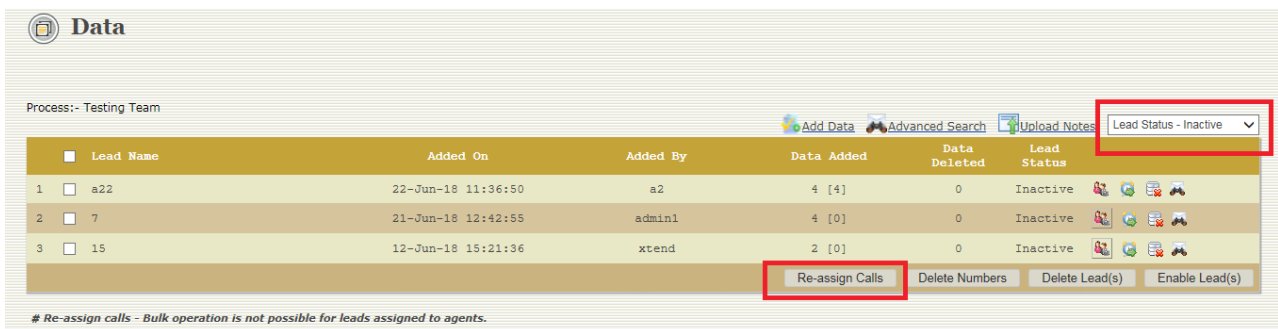 Data
Process:- Testing Team
Add Data Advanced Search Upload Notes Lead Status - Inactive
Lead Name Added On Added By Data Added Data Deleted Lead Status
1 a22 22-Jun-18 11:36:50 a2 4 [4] 0 Inactive
2 7 21-Jun-18 12:42:55 admin1 4 [0] 0 Inactive
3 15 12-Jun-18 15:21:36 xtend 2 [0] 0 Inactive
Re-assign Calls Delete Numbers Delete Lead(s) Enable Lead(s)
# Re-assign calls - Bulk operation is not possible for leads assigned to agents.